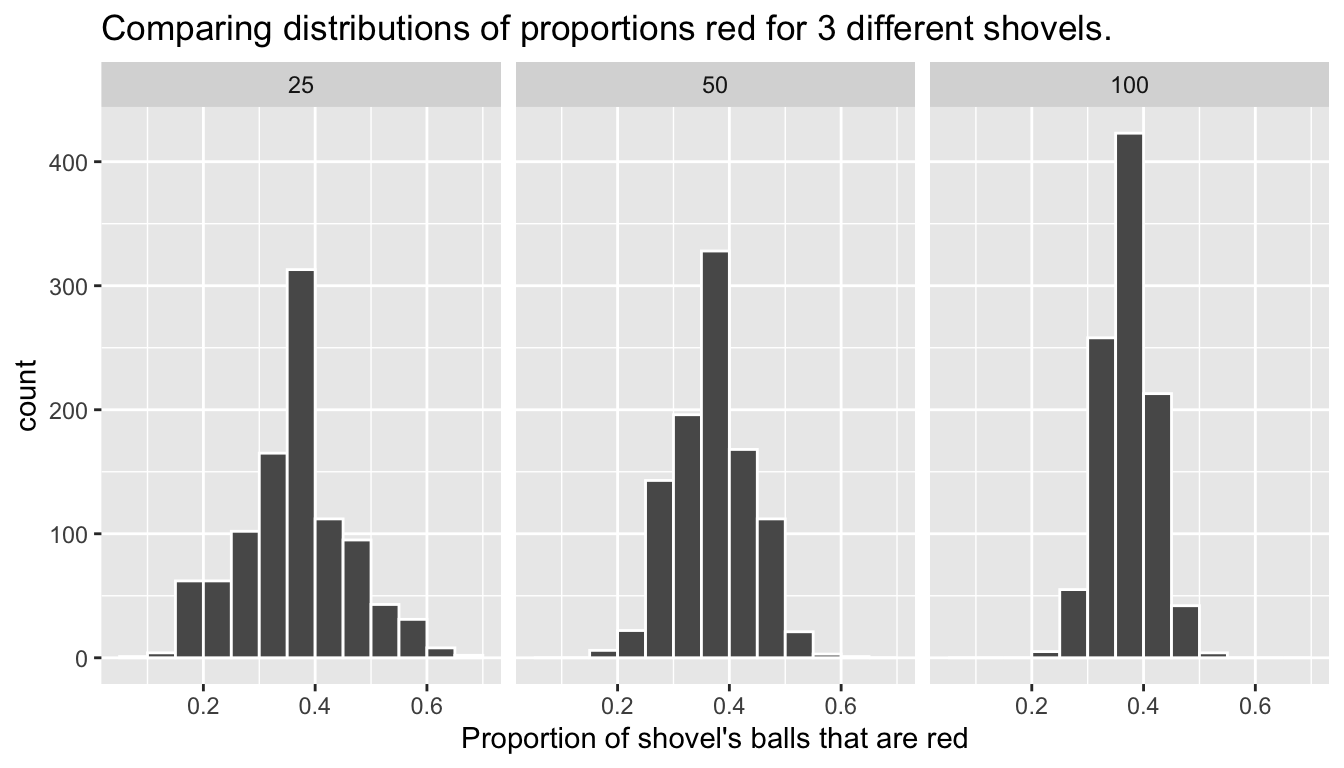 Comparing distributions of proportions red for 3 different shovels.
25 50 100
400
300
200
100
0
count
0.2 0.4 0.6 0.2 0.4 0.6 0.2 0.4 0.6
Proportion of shovel's balls that are red